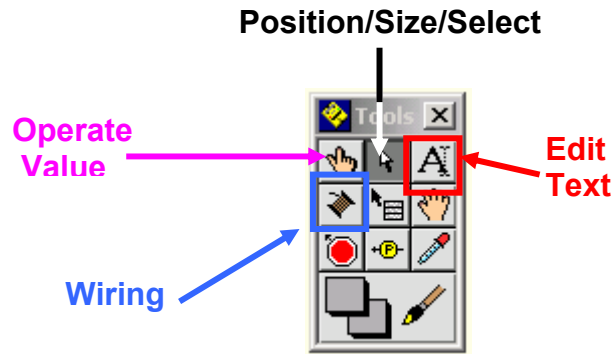 Position/Size/Select
Tools
Operate
Value
Edit
Text
A
P
Wiring